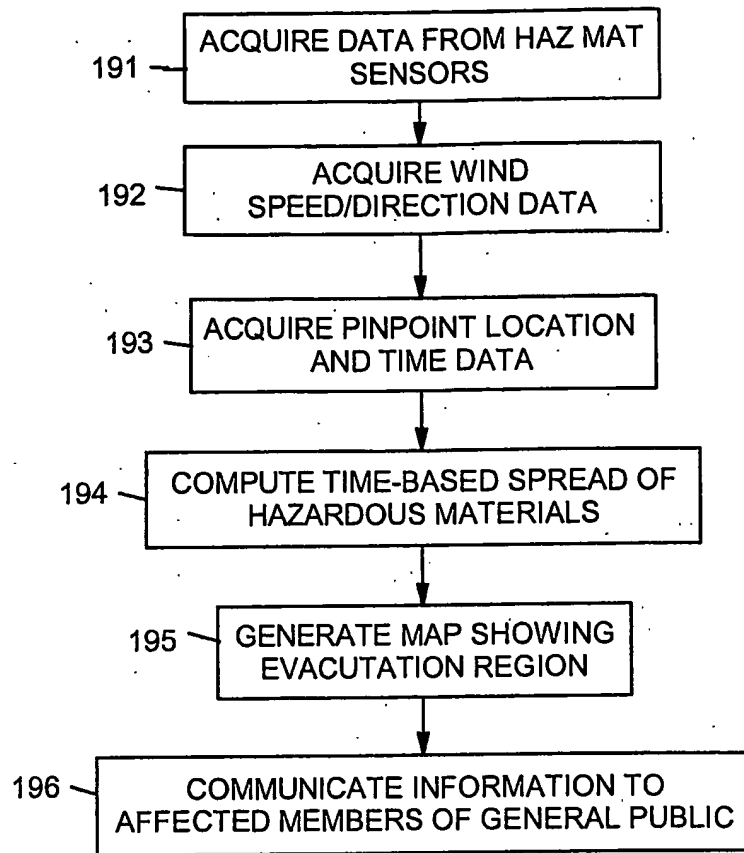 191
ACQUIRE DATA FROM HAZ MAT
SENSORS
192
ACQUIRE WIND
SPEED/DIRECTION DATA
193
ACQUIRE PINPOINT LOCATION
AND TIME DATA
194
COMPUTE TIME-BASED SPREAD OF
HAZARDOUS MATERIALS
195
GENERATE MAP SHOWING
EVACUTATION REGION
196
COMMUNICATE INFORMATION TO
AFFECTED MEMBERS OF GENERAL PUBLIC